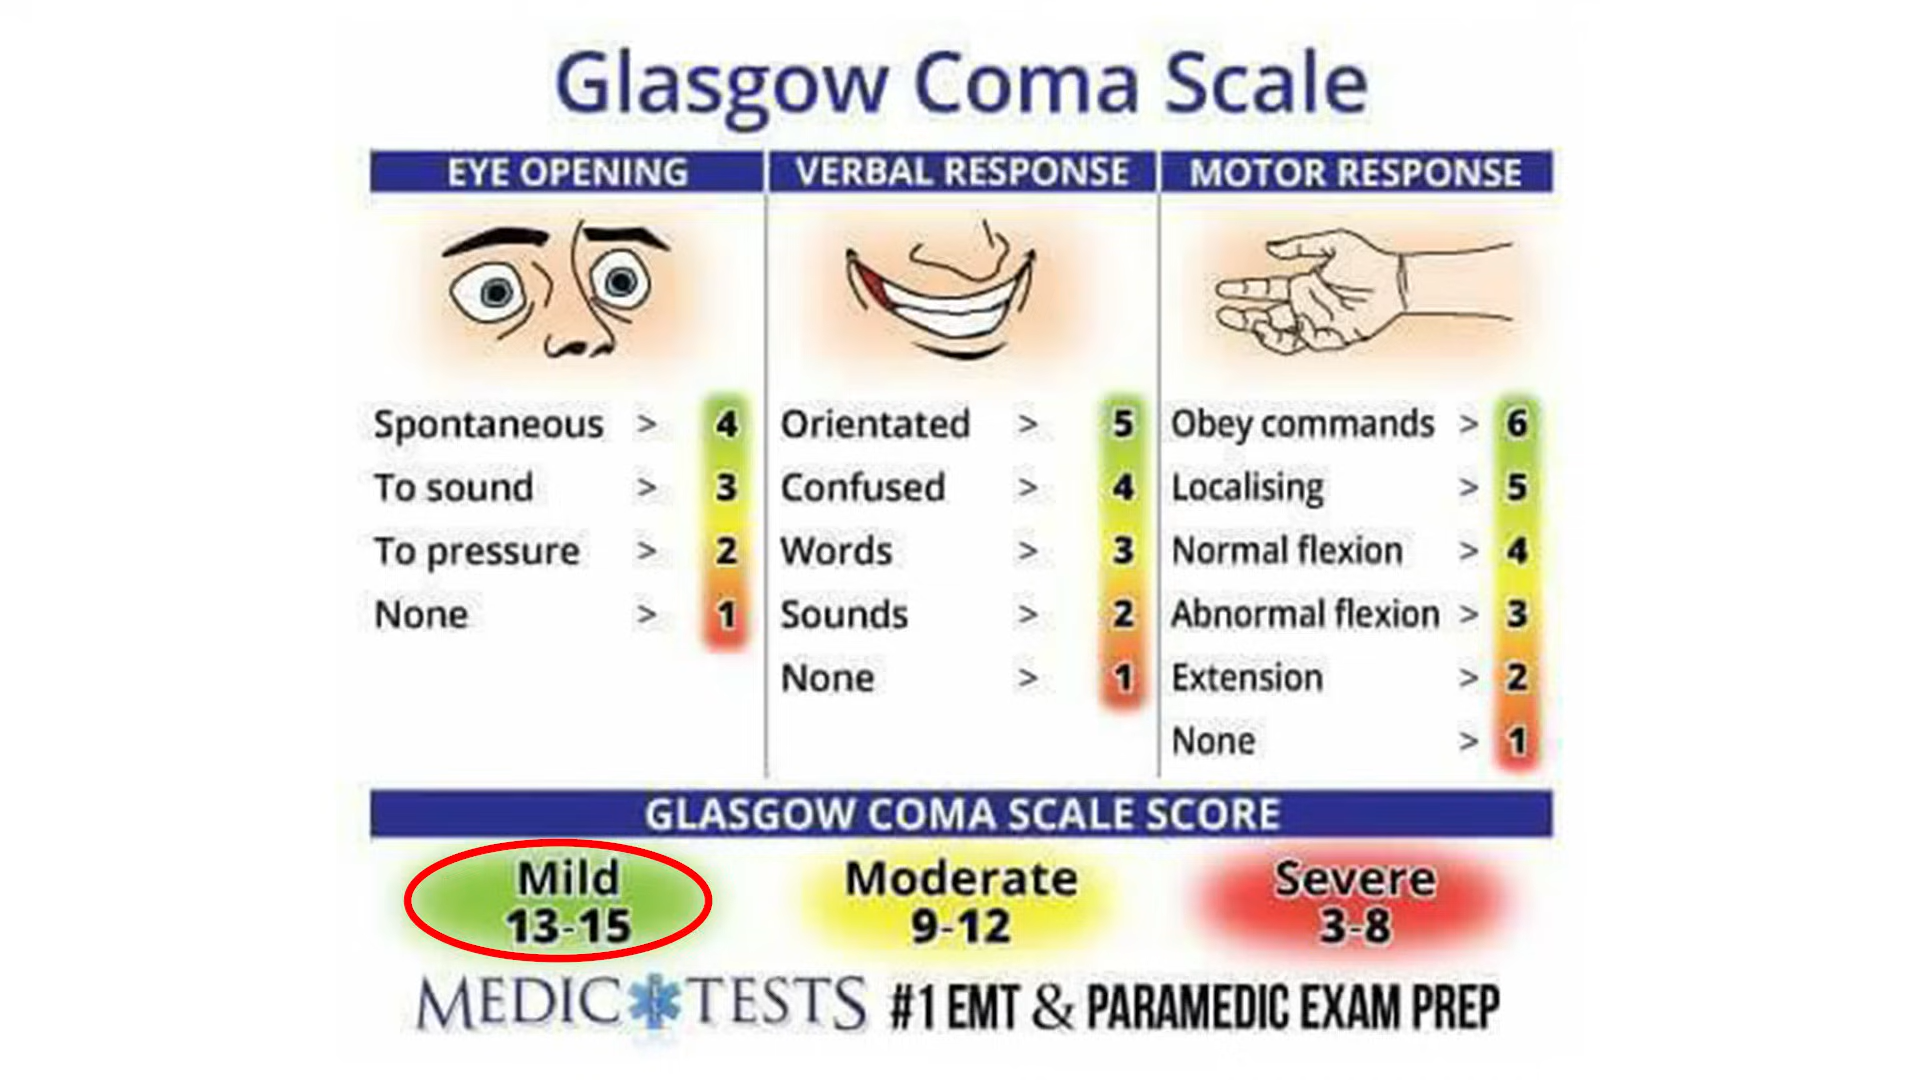 Glasgow Coma Scale
EYE OPENING
Spontaneous > 4
To sound > 3
To pressure > 2
None > 1
VERBAL RESPONSE
Orientated > 5
Confused > 4
Words > 3
Sounds > 2
None > 1
MOTOR RESPONSE
Obey commands > 6
Localising > 5
Normal flexion > 4
Abnormal flexion > 3
Extension > 2
None > 1
GLASGOW COMA SCALE SCORE
Mild
13-15
Moderate
9-12
Severe
3-8
MEDIC TESTS #1 EMT & PARAMEDIC EXAM PREP